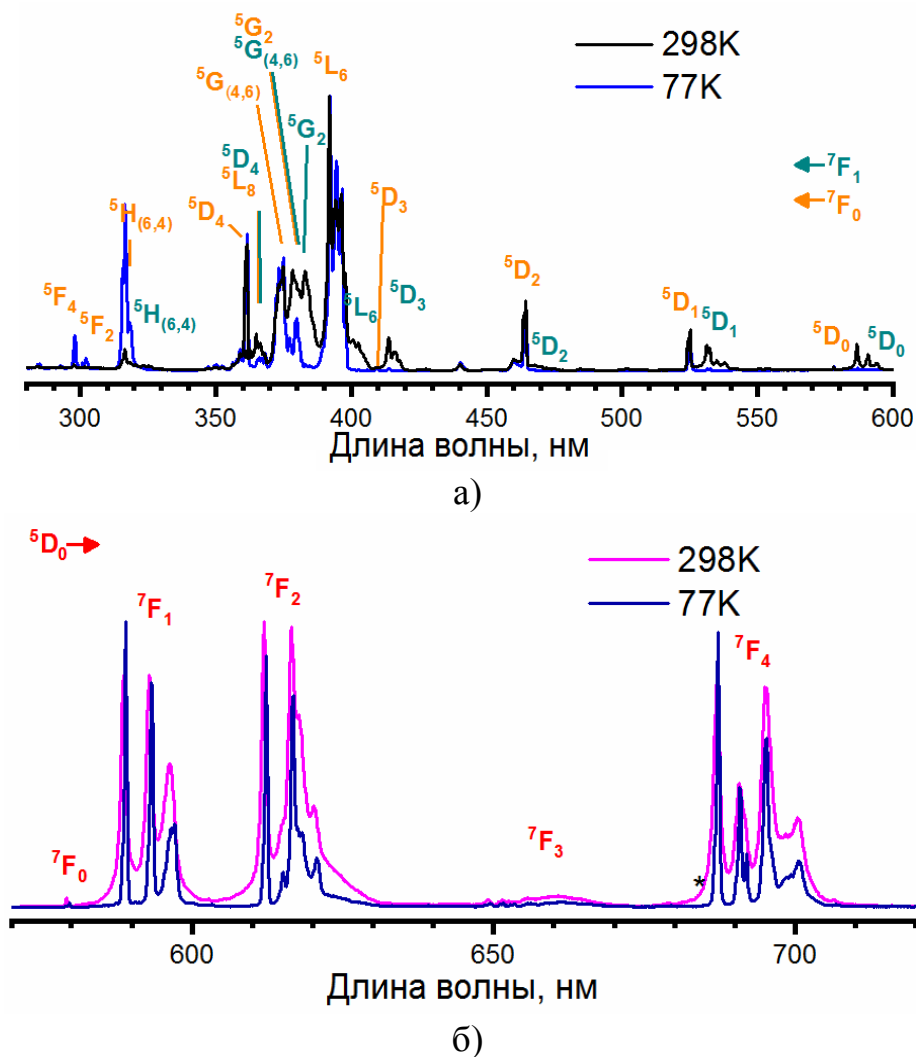 ⁵G₂
⁵G₍₄,₆₎
⁵G₍₄,₆₎
⁵L₆
298K
77K
⁵G₂
⁵D₄
⁵L₈
⁷F₁
⁷F₀
⁵H₍₆,₄₎
⁵D₄
⁵D₃
⁵F₄
⁵F₂
⁵H₍₆,₄₎
⁵L₆
⁵D₃
⁵D₂
⁵D₂
⁵D₁
⁵D₁
⁵D₀
⁵D₀
300 350 400 450 500 550 600
Длина волны, нм
а)
⁵D₀
298K
77K
⁷F₁
⁷F₂
⁷F₄
⁷F₀
⁷F₃
*
600 650 700
Длина волны, нм
б)